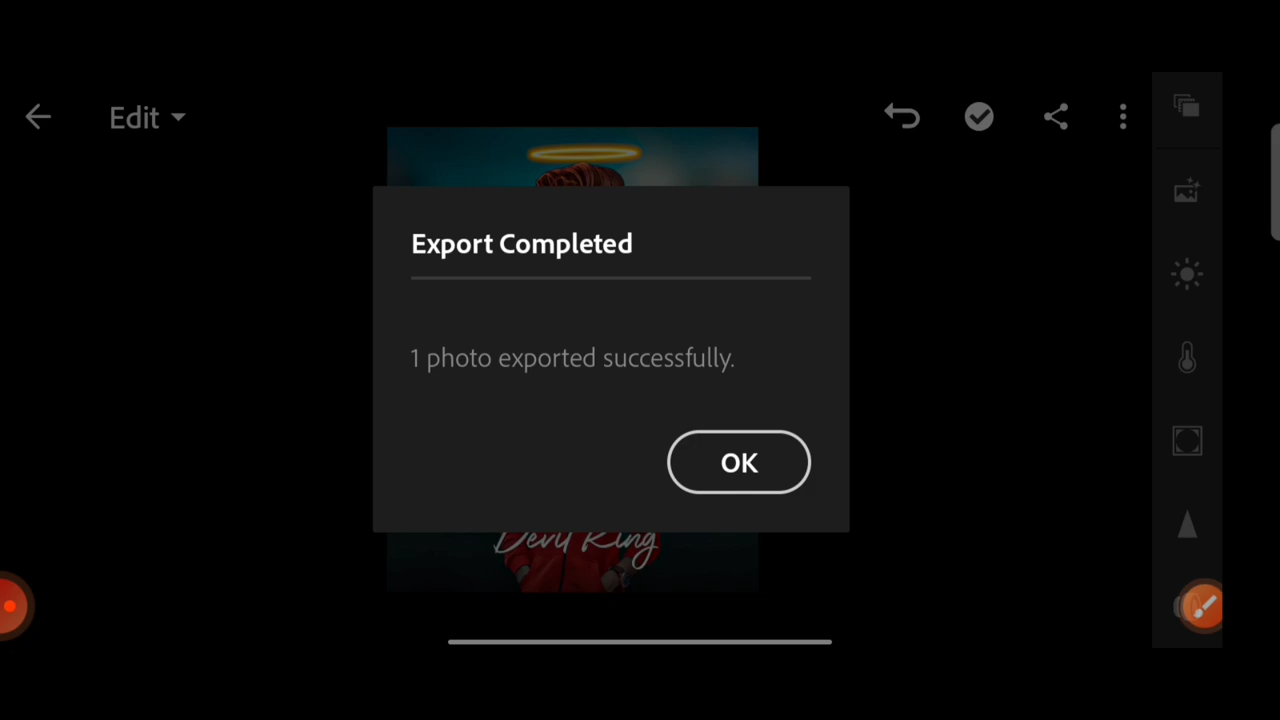 Edit
Export Completed
1 photo exported successfully.
OK
Devil King